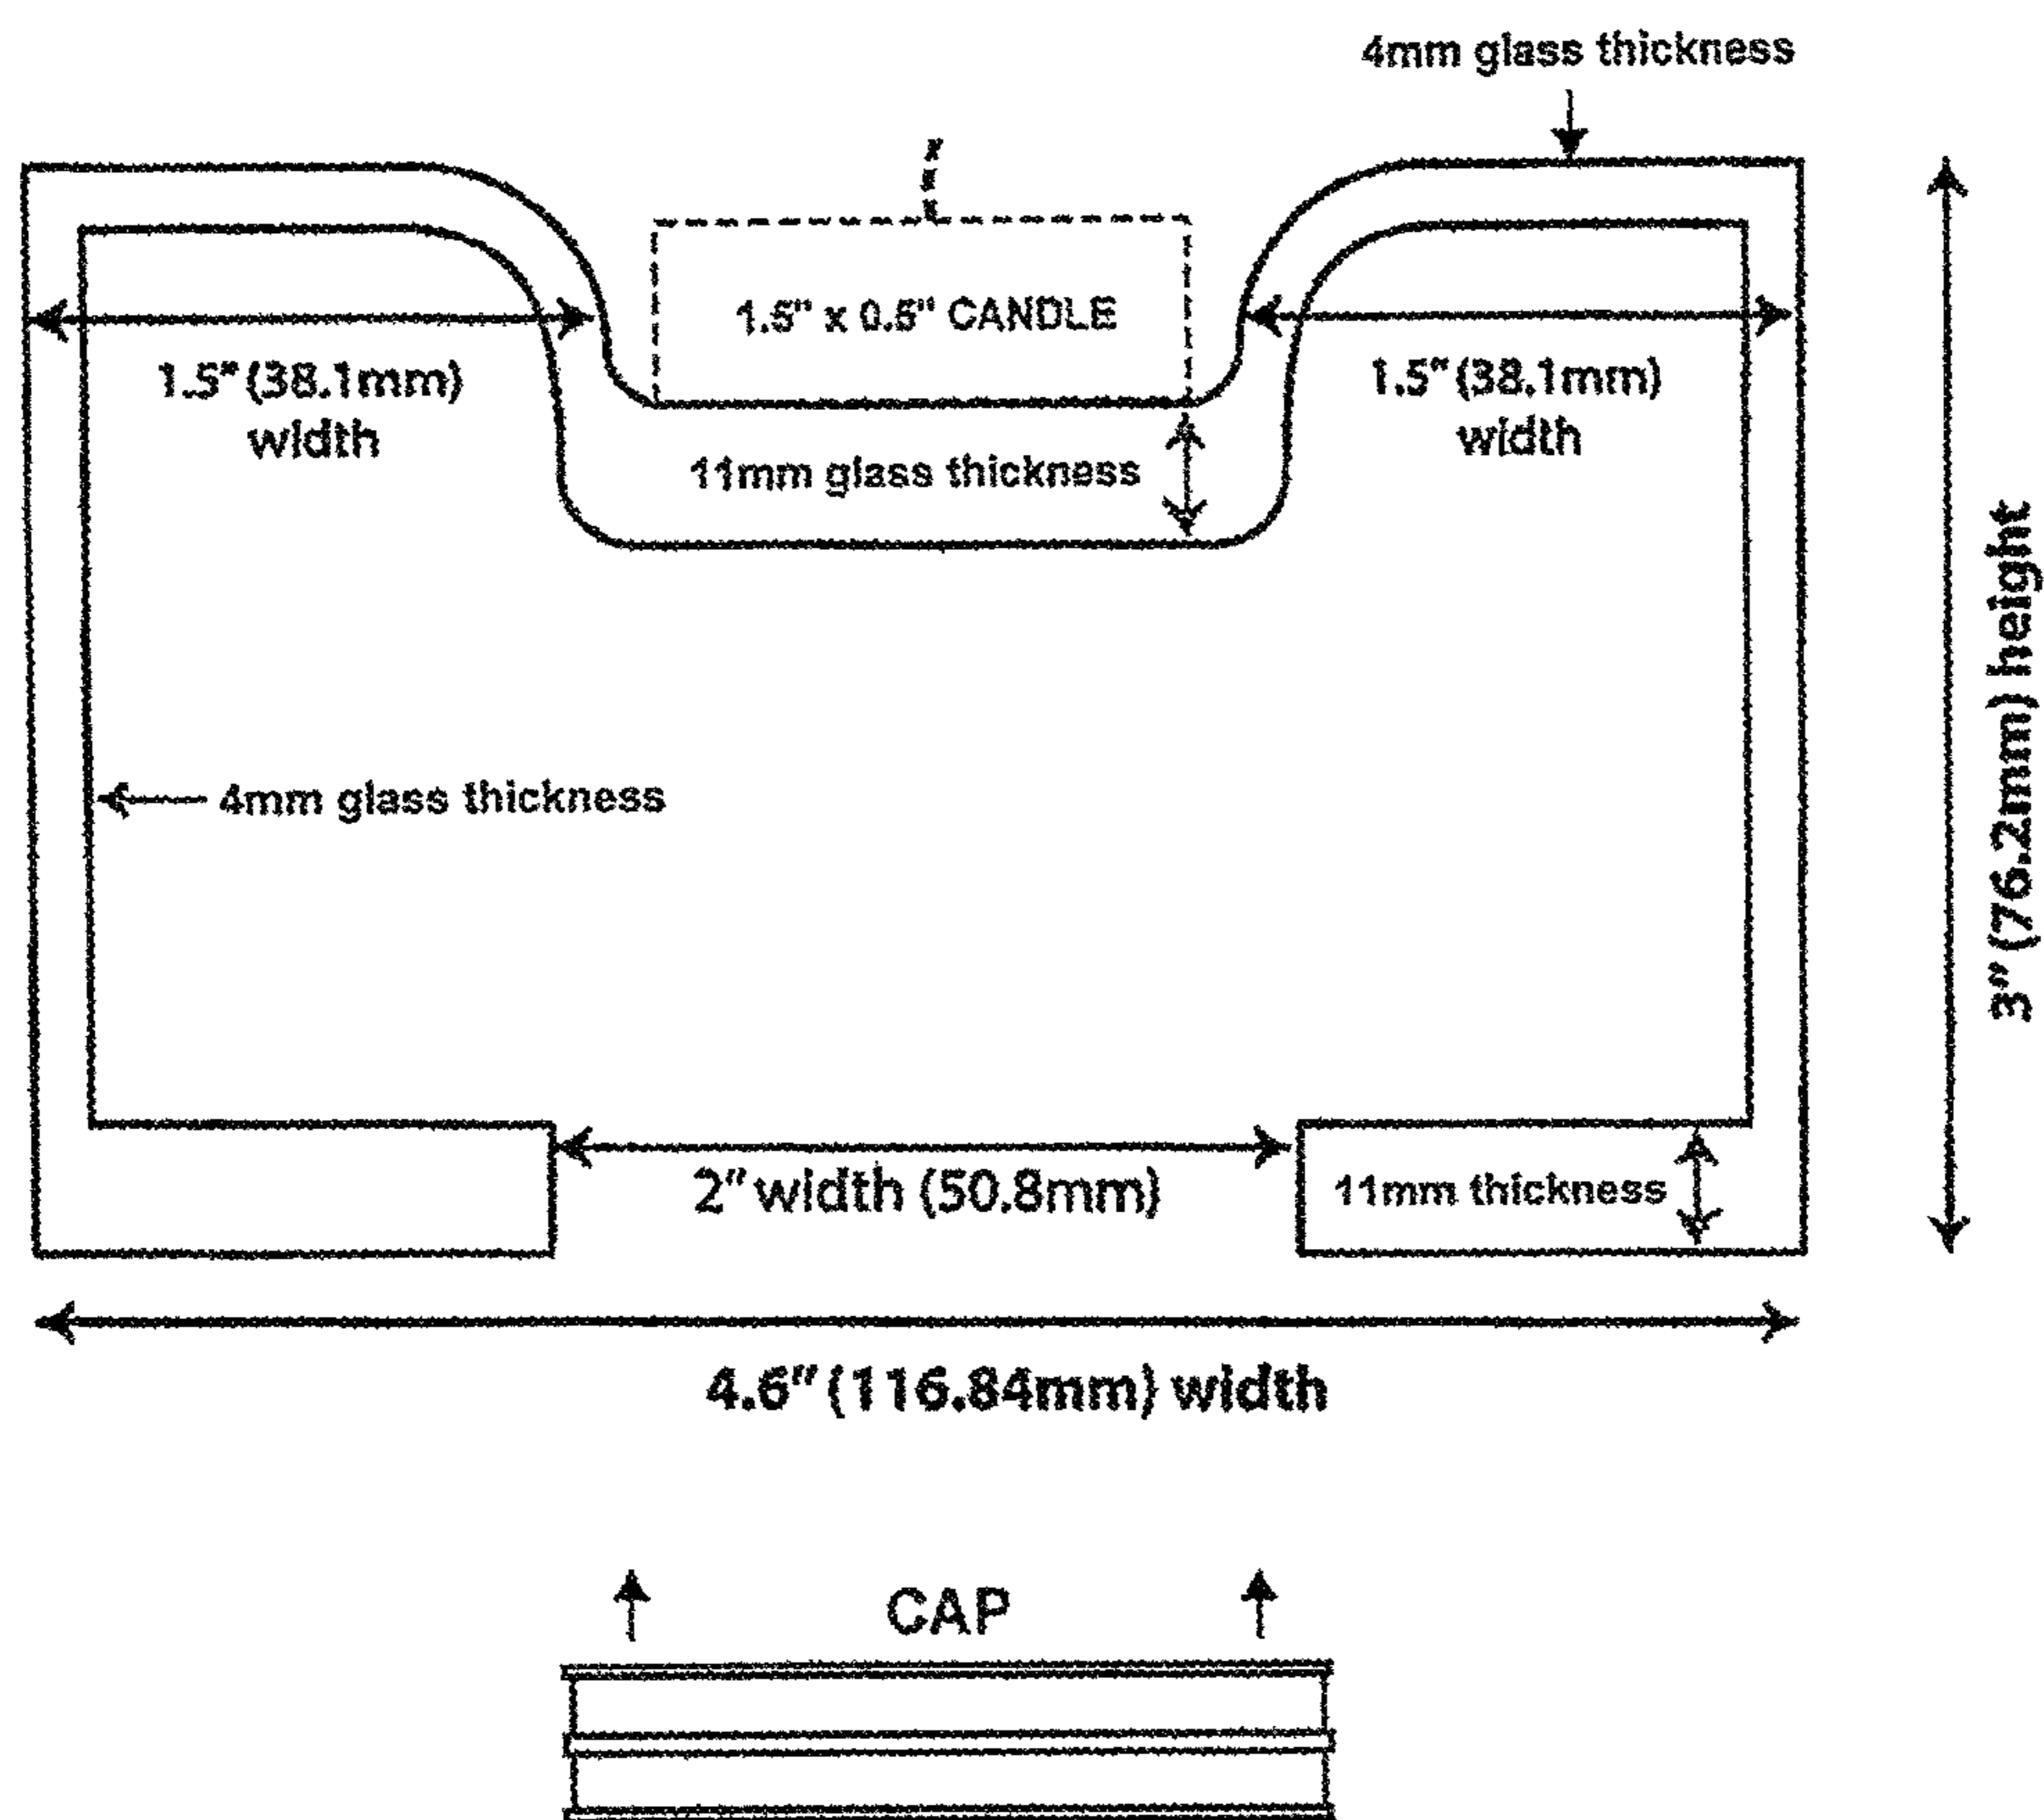 4mm glass thickness
1.5" x 0.5" CANDLE
1.5" (38.1mm)
width
1.5" (38.1mm)
width
11mm glass thickness
3" (76.2mm) height
4mm glass thickness
2" width (50.8mm)
11mm thickness
4.6" (116.84mm) width
CAP